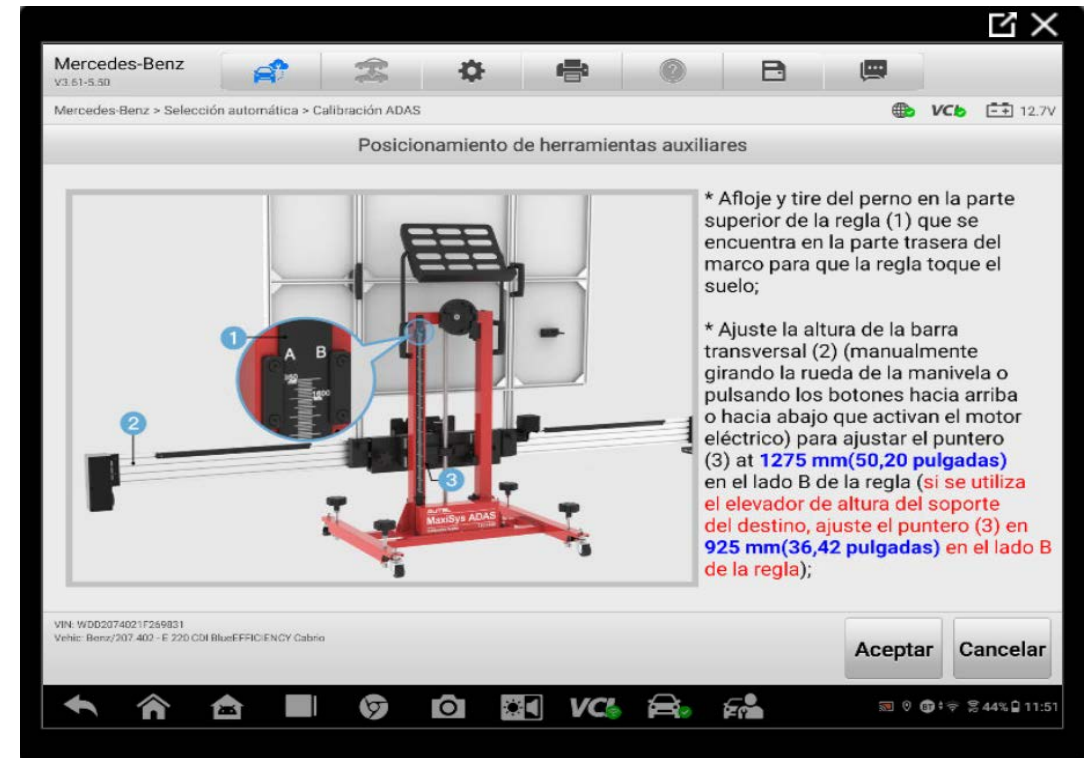 Mercedes-Benz
V3.61-5.50
Mercedes-Benz > Selección automática > Calibración ADAS
VCI
12.7V
Posicionamiento de herramientas auxiliares
* Afloje y tire del perno en la parte
superior de la regla (1) que se
encuentra en la parte trasera del
marco para que la regla toque el
suelo;
* Ajuste la altura de la barra
transversal (2) (manualmente
girando la rueda de la manivela o
pulsando los botones hacia arriba
o hacia abajo que activan el motor
eléctrico) para ajustar el puntero
(3) at 1275 mm(50,20 pulgadas)
en el lado B de la regla (si se utiliza
el elevador de altura del soporte
del destino, ajuste el puntero (3) en
925 mm(36,42 pulgadas) en el lado B
de la regla);
1
A B
1600
2
3
AUTEL
MaxiSys ADAS
VIN: WDD2074021F269831
Vehic: Benz/207.402 - E 220 CDI BlueEFFICIENCY Cabrio
Aceptar
Cancelar
VCI
BT
44%
11:51